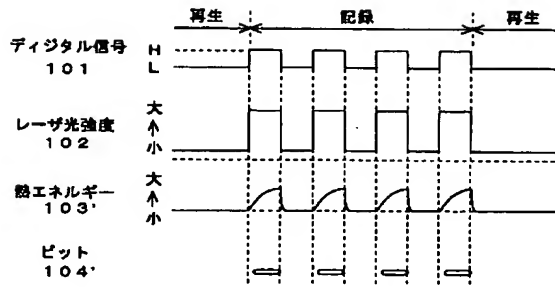 再生 記録 再生
ディジタル信号 H
101 L
大
レーザ光強度 ↑
102 小
大
熱エネルギー ↑
103' 小
ピット
104'